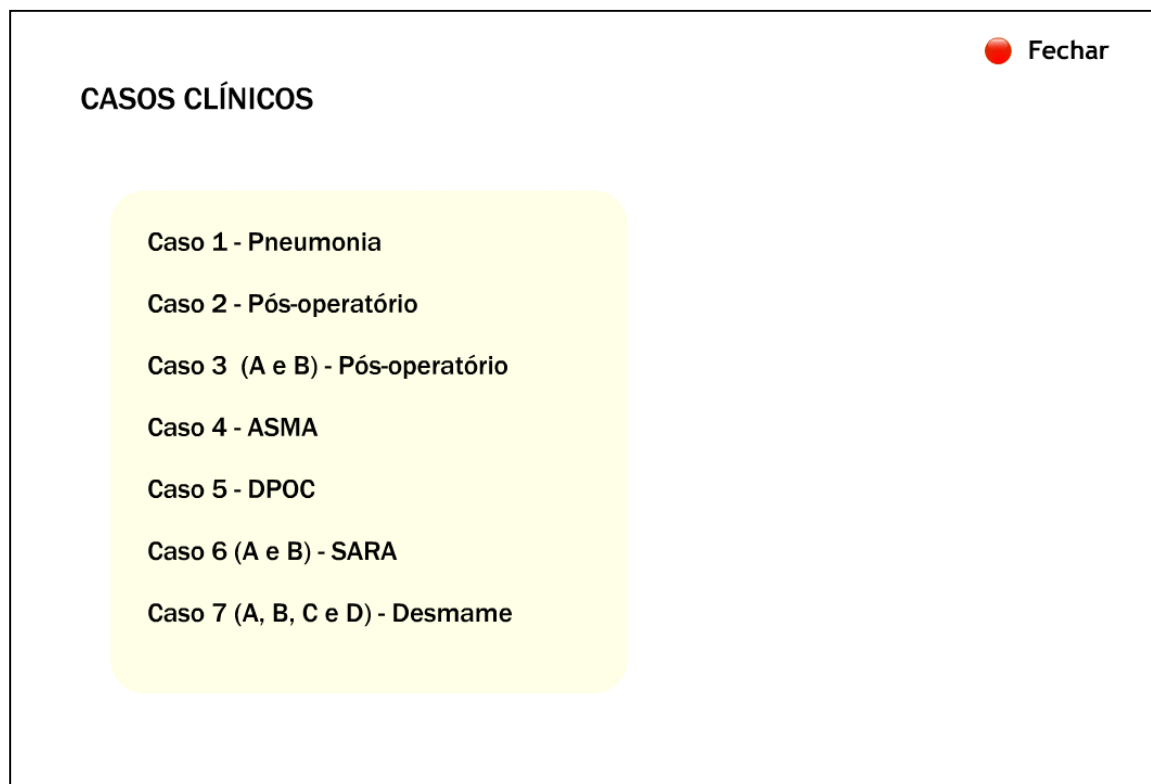 Fechar
CASOS CLÍNICOS
Caso 1 - Pneumonia
Caso 2 - Pós-operatório
Caso 3  (A e B) - Pós-operatório
Caso 4 - ASMA
Caso 5 - DPOC
Caso 6 (A e B) - SARA
Caso 7 (A, B, C e D) - Desmame